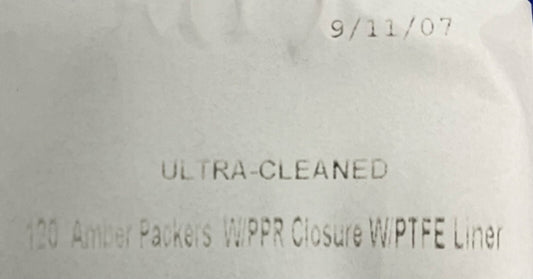 9/11/07
ULTRA-CLEANED
120 Amber Packers W/PPR Closure W/PTFE Liner